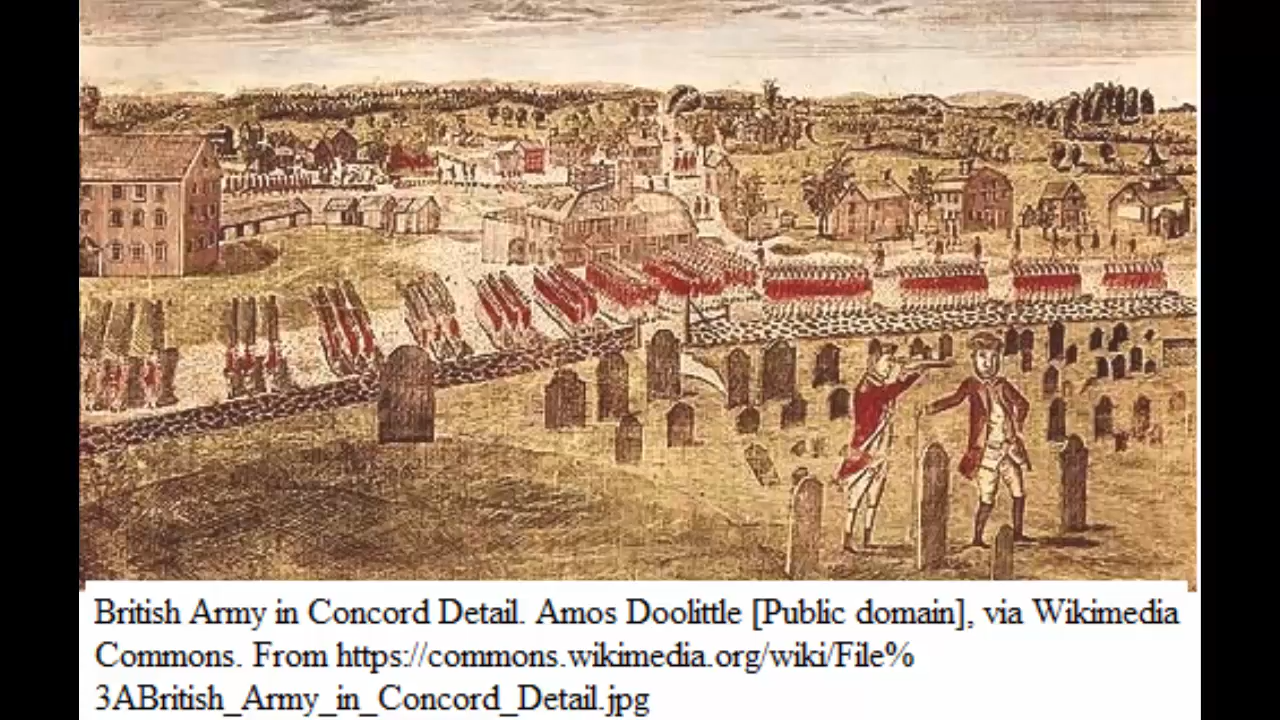 British Army in Concord Detail. Amos Doolittle [Public domain], via Wikimedia
Commons. From https://commons.wikimedia.org/wiki/File%
3ABritish_Army_in_Concord_Detail.jpg